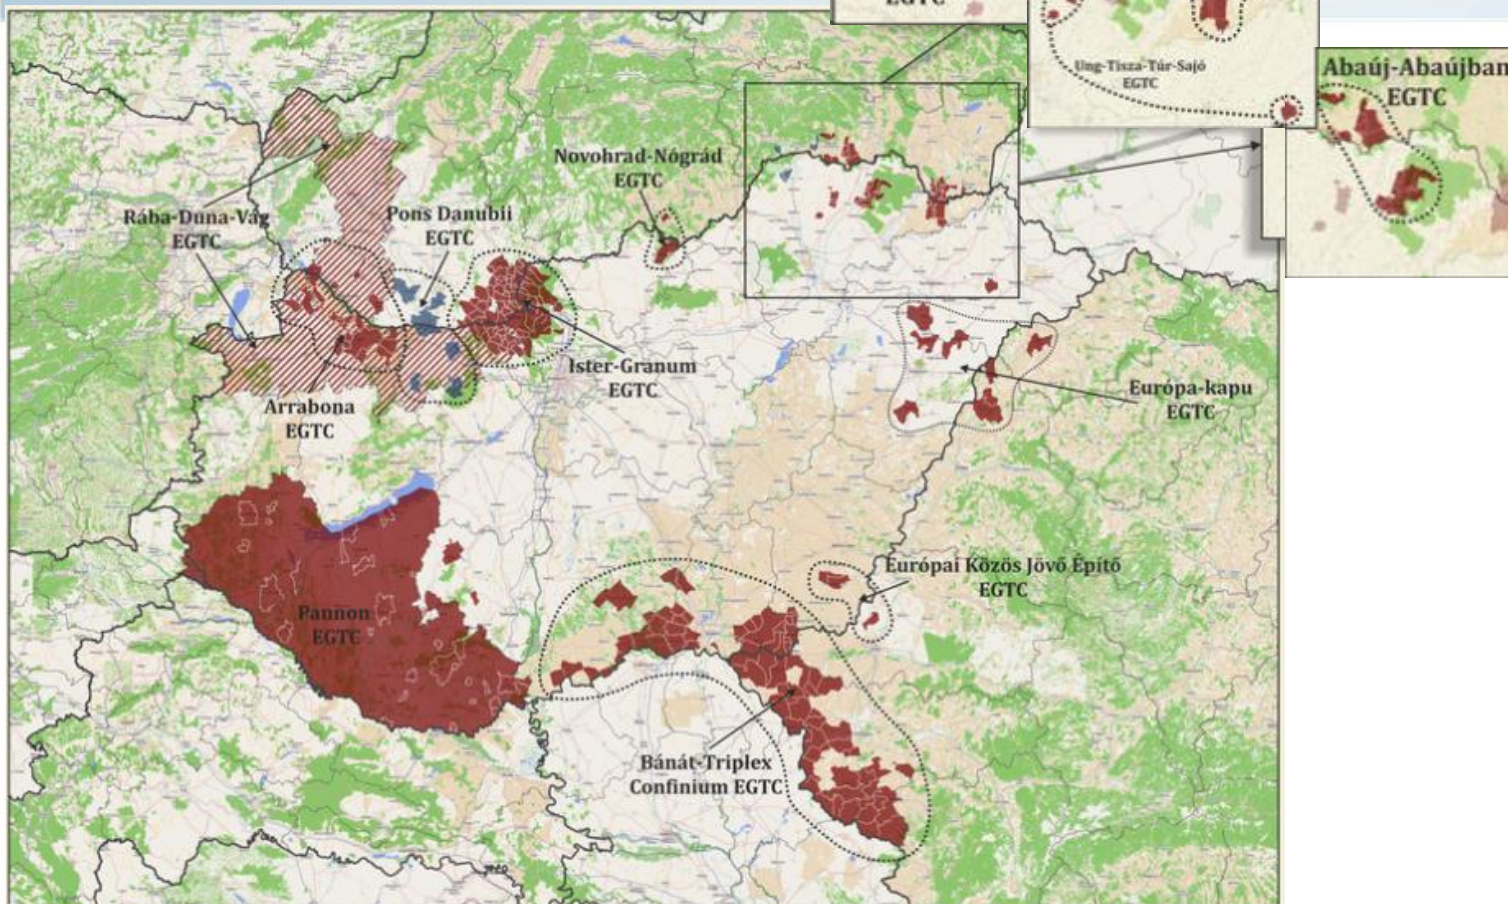 EGTC
Ung-Tisza-Túr-Sajó
EGTC
Abaúj-Abaújban
EGTC
Novohrad-Nógrád
EGTC
Rába-Duna-Vág
EGTC
Pons Danubii
EGTC
Ister-Granum
EGTC
Európa-kapu
EGTC
Arrabona
EGTC
Európai Közös Jövő Építő
EGTC
Pannon
EGTC
Bánát-Triplex
Confinium EGTC